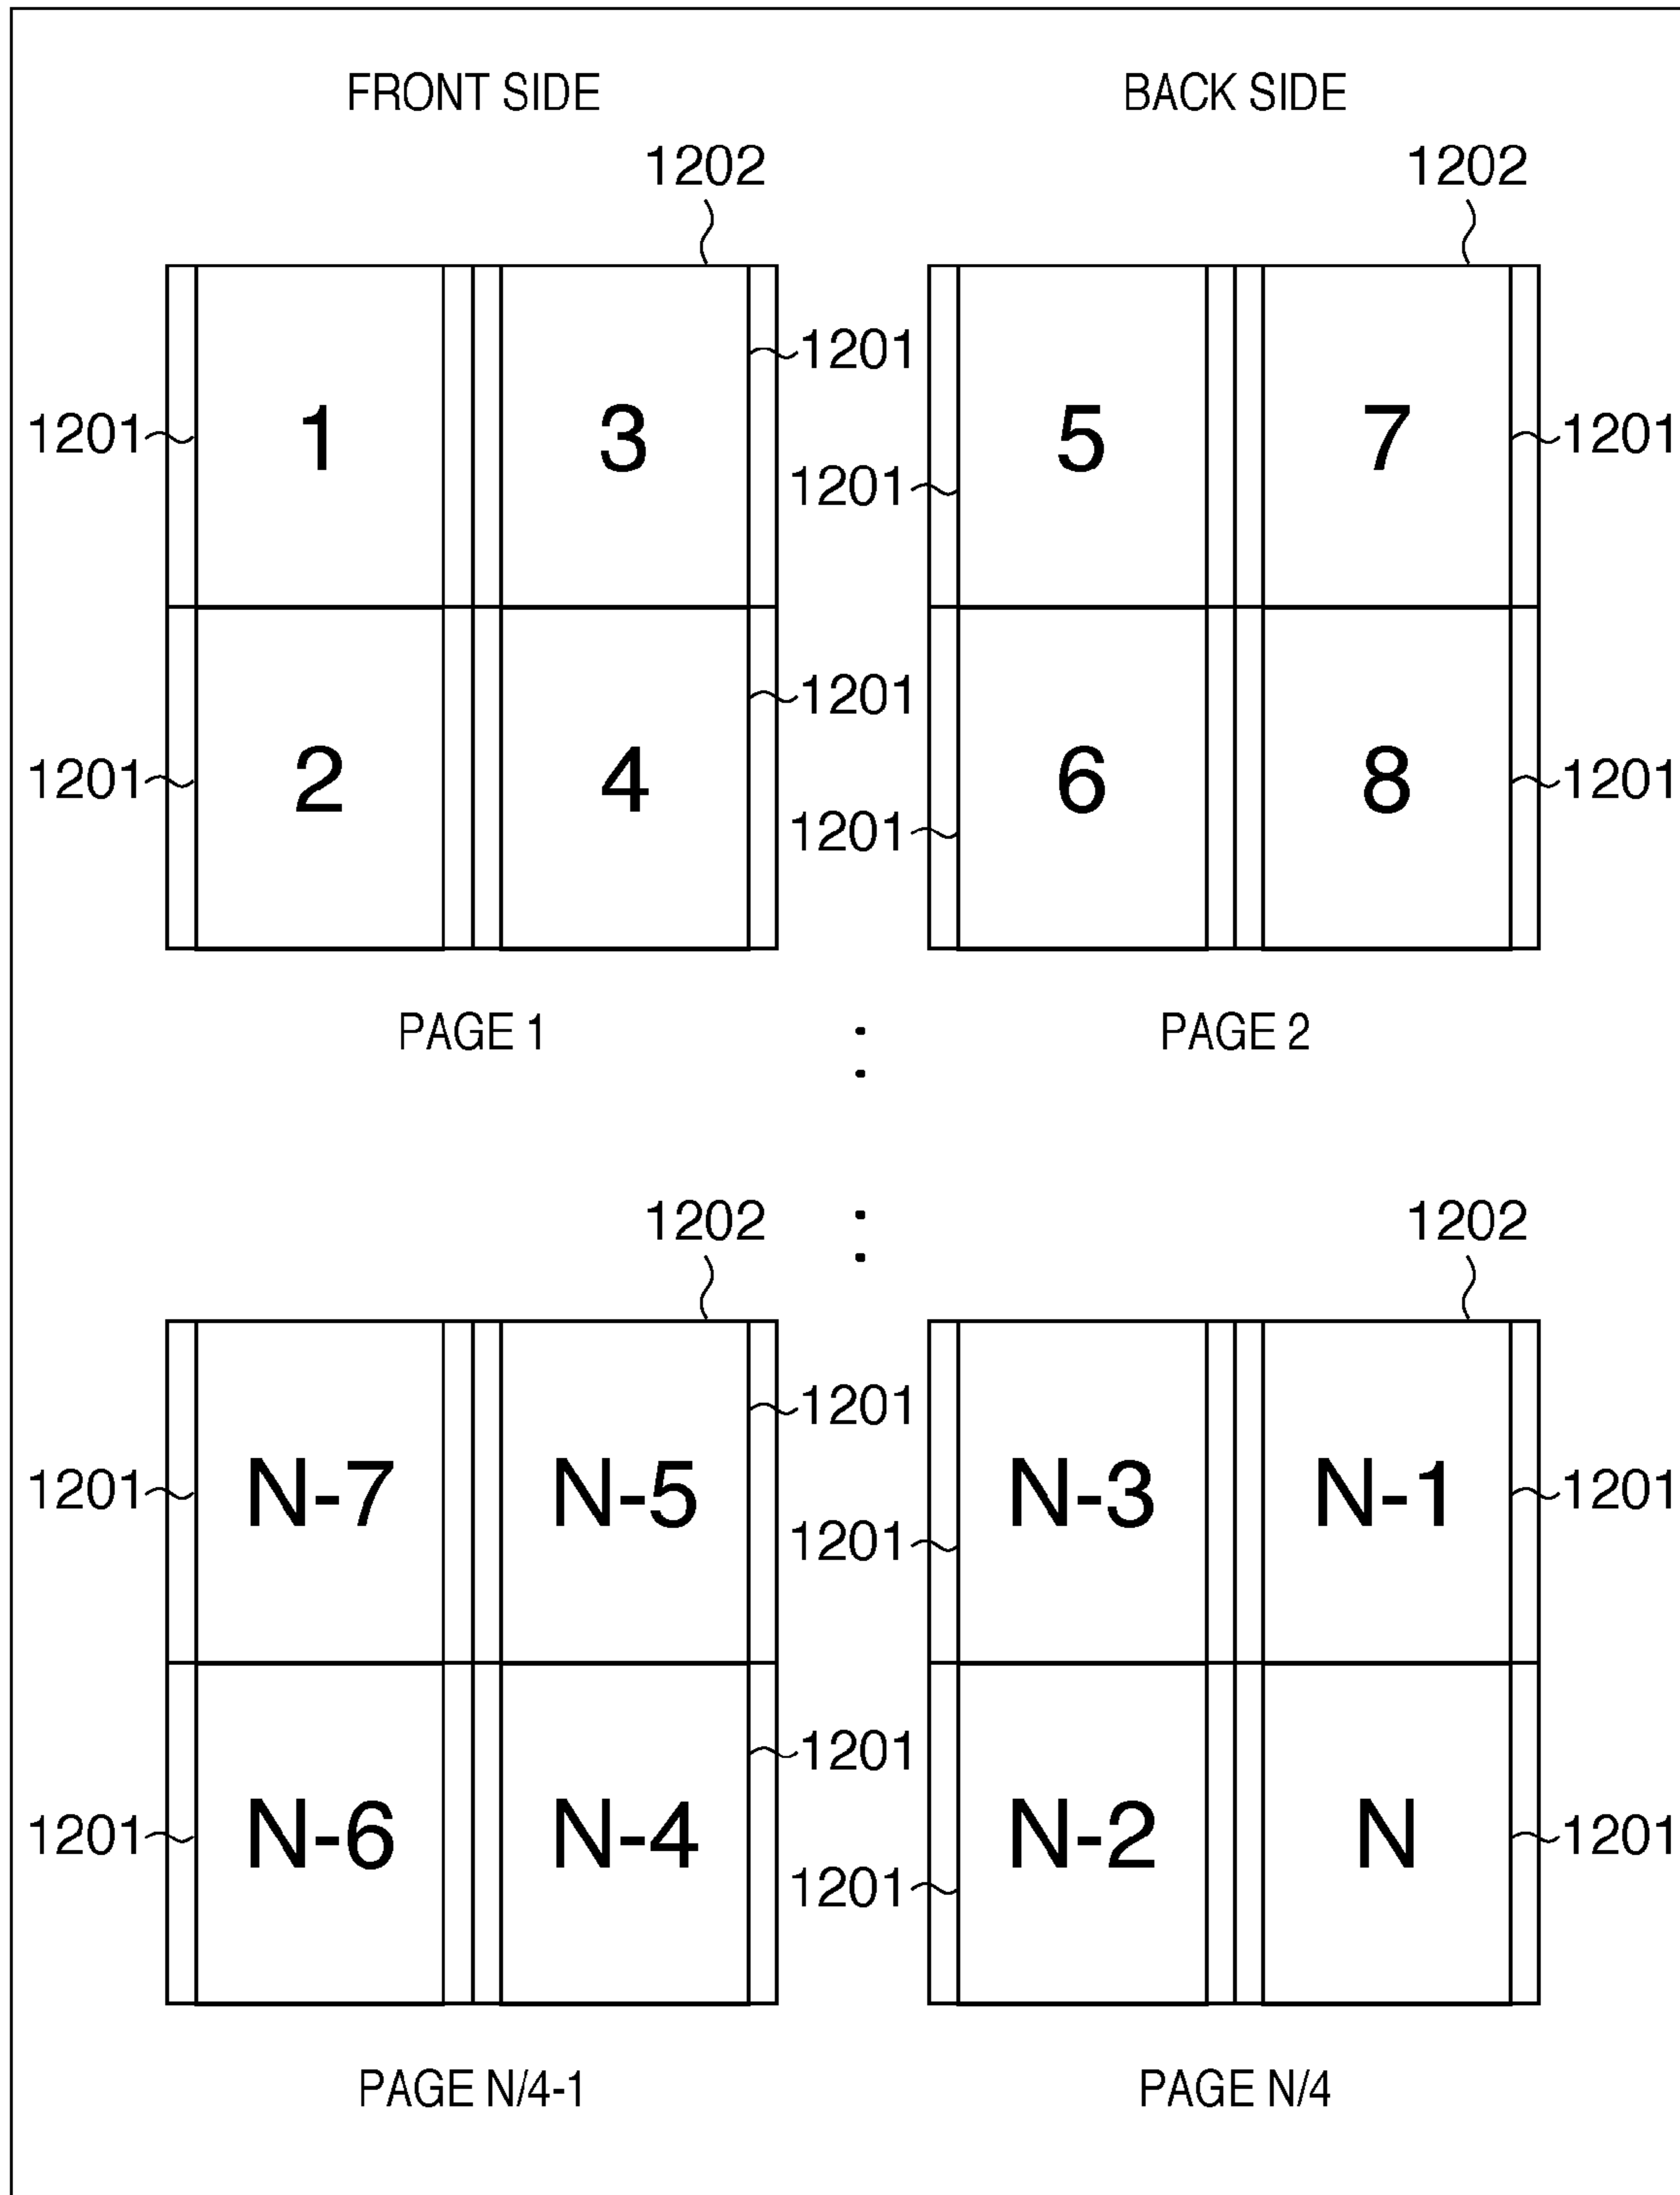 FRONT SIDE BACK SIDE
1202 1202
1201
1201 1 3 5 7 1201
1201
1201
1201 2 4 6 8 1201
1201
PAGE 1 : PAGE 2
1202 : 1202
1201
1201 N-7 N-5 N-3 N-1 1201
1201
1201
1201 N-6 N-4 N-2 N 1201
1201
PAGE N/4-1 PAGE N/4